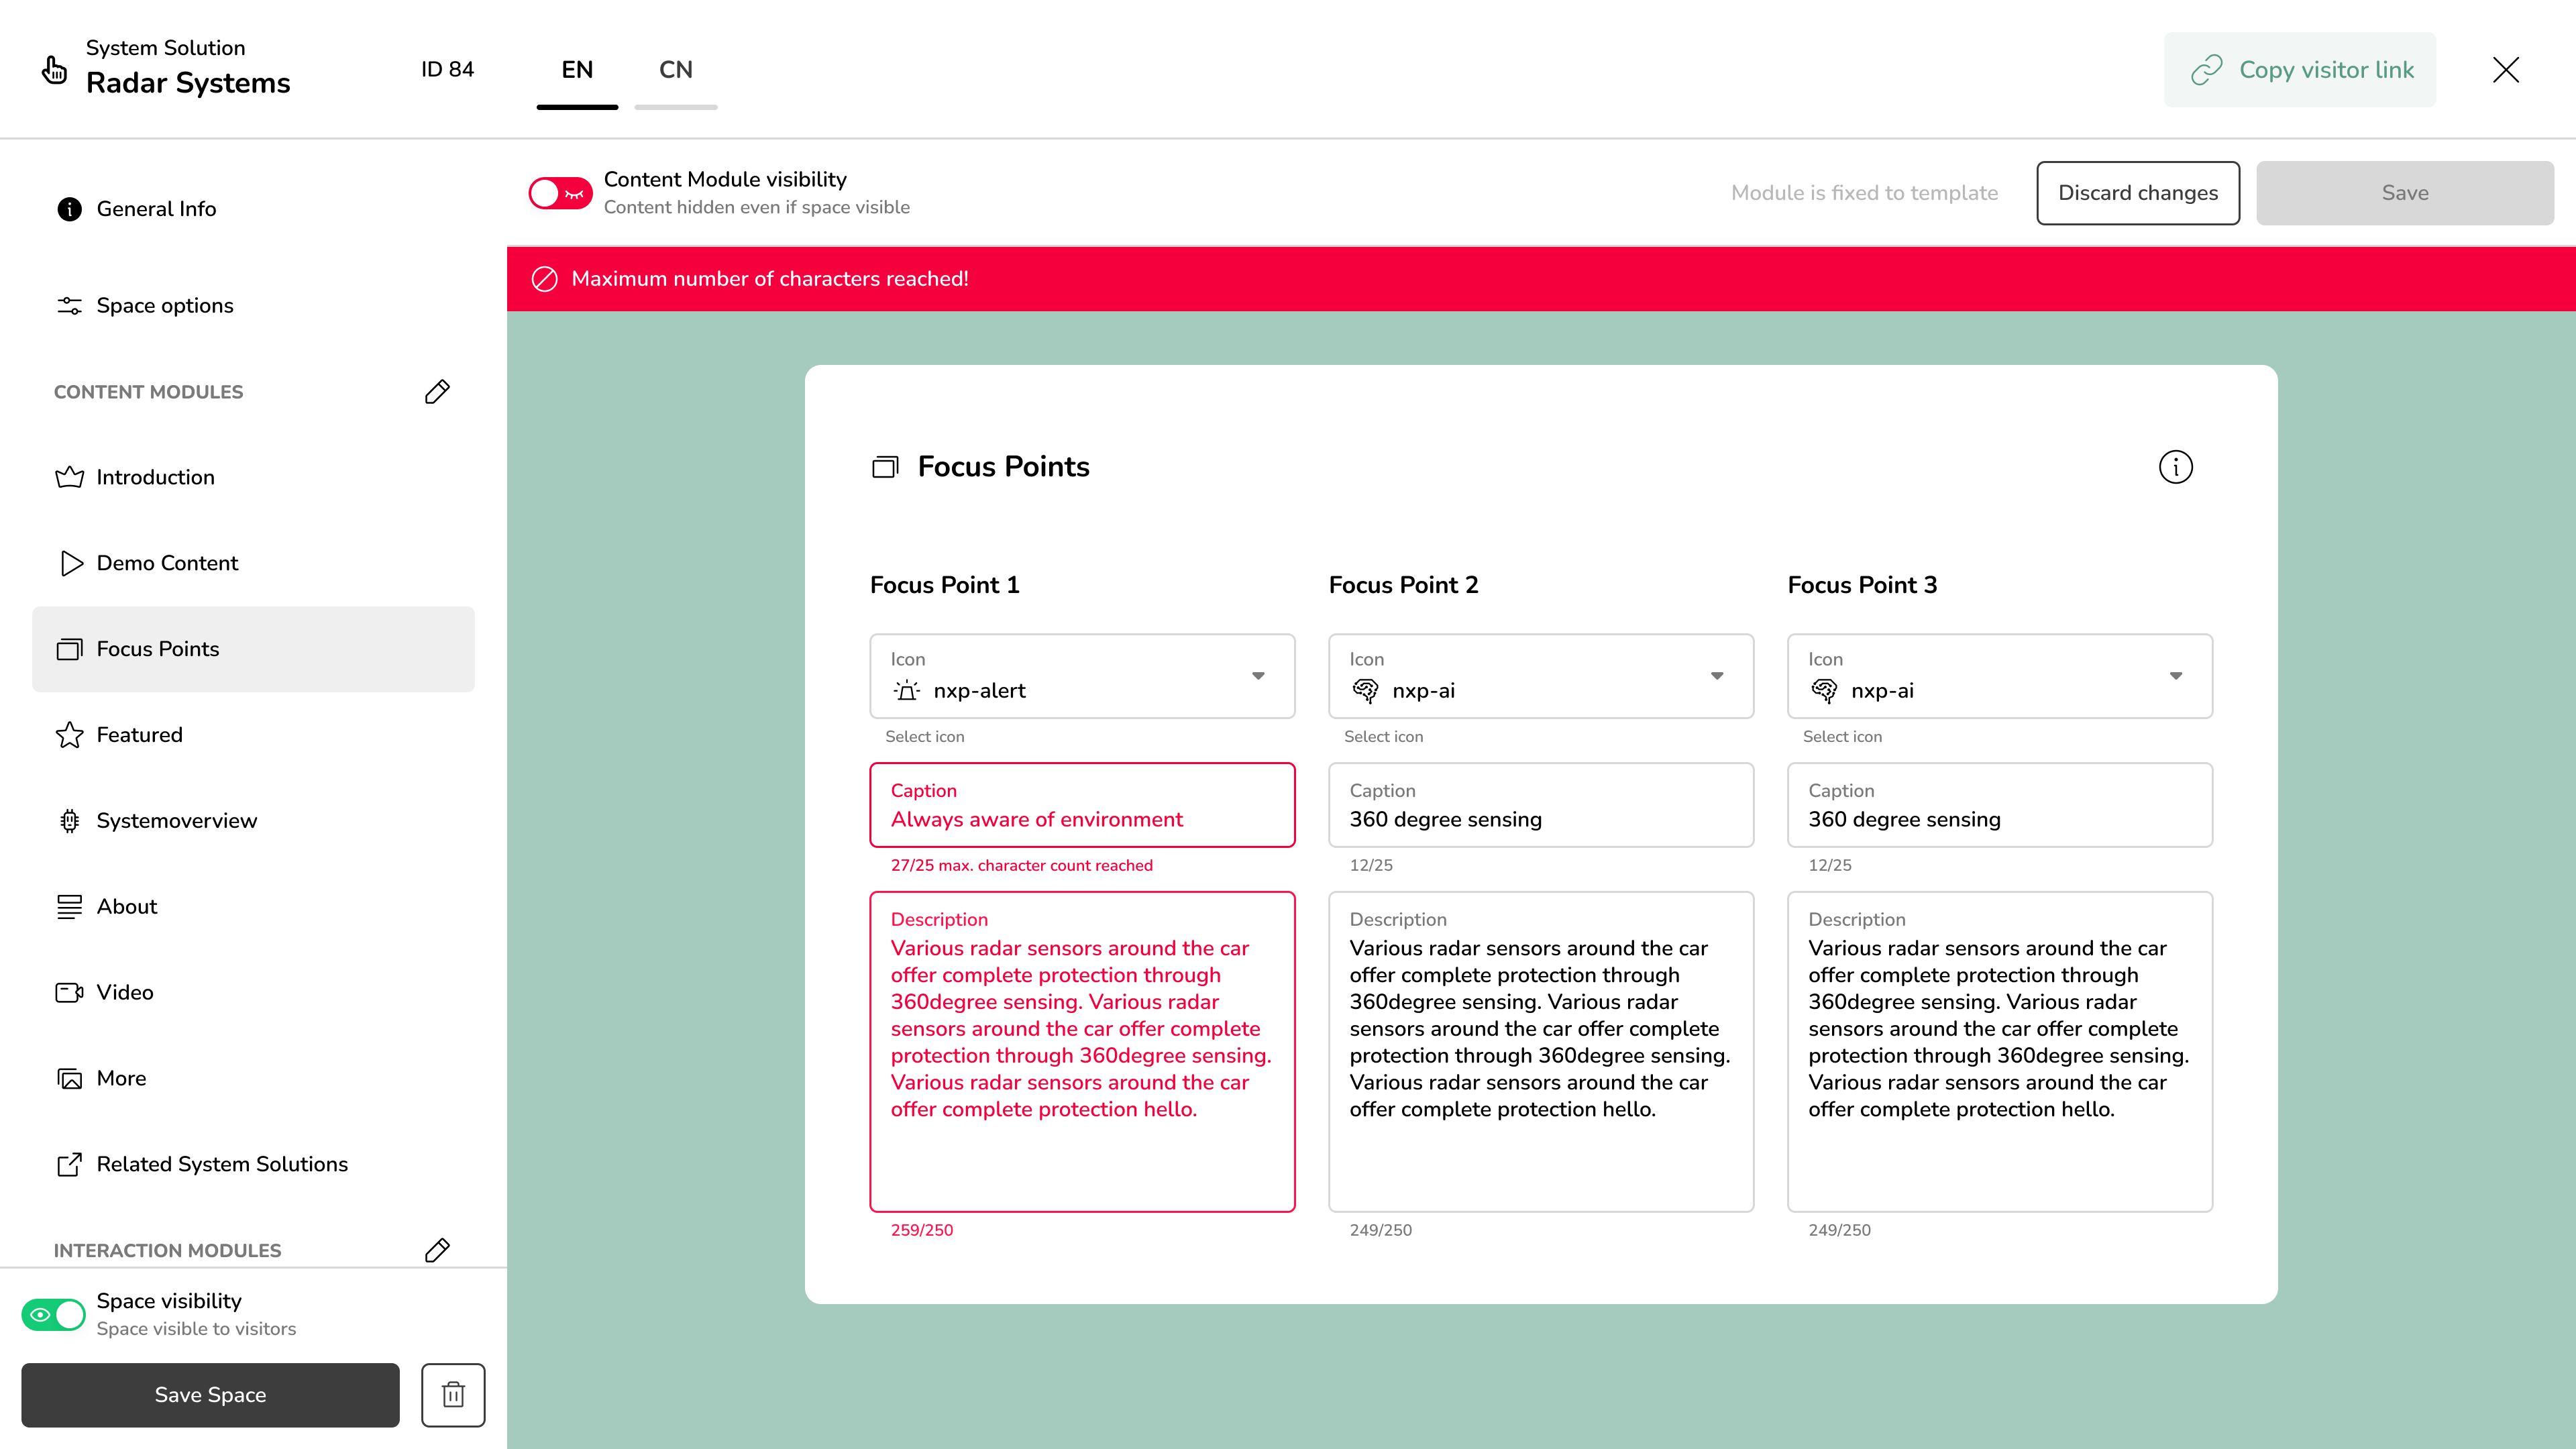 System Solution
Radar Systems
ID 84
EN
CN
Copy visitor link
General Info
Space options
CONTENT MODULES
Introduction
Demo Content
Focus Points
Featured
Systemoverview
About
Video
More
Related System Solutions
INTERACTION MODULES
Space visibility
Space visible to visitors
Save Space
Content Module visibility
Content hidden even if space visible
Module is fixed to template
Discard changes
Save
Maximum number of characters reached!
Focus Points
Focus Point 1
Icon
nxp-alert
Select icon
Caption
Always aware of environment
27/25 max. character count reached
Description
Various radar sensors around the car
offer complete protection through
360degree sensing. Various radar
sensors around the car offer complete
protection through 360degree sensing.
Various radar sensors around the car
offer complete protection hello.
259/250
Focus Point 2
Icon
nxp-ai
Select icon
Caption
360 degree sensing
12/25
Description
Various radar sensors around the car
offer complete protection through
360degree sensing. Various radar
sensors around the car offer complete
protection through 360degree sensing.
Various radar sensors around the car
offer complete protection hello.
249/250
Focus Point 3
Icon
nxp-ai
Select icon
Caption
360 degree sensing
12/25
Description
Various radar sensors around the car
offer complete protection through
360degree sensing. Various radar
sensors around the car offer complete
protection through 360degree sensing.
Various radar sensors around the car
offer complete protection hello.
249/250